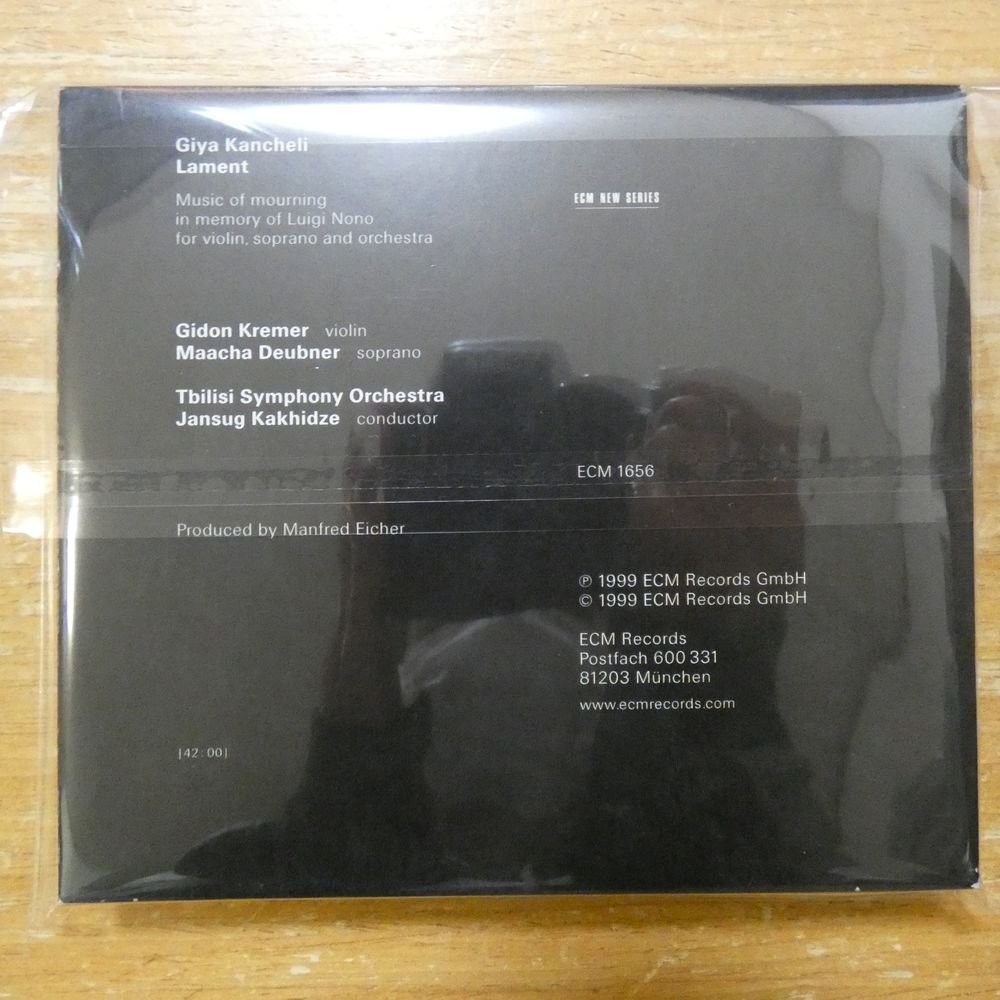 Giya Kancheli
Lament
Music of mourning
in memory of Luigi Nono
for violin, soprano and orchestra
ECM NEW SERIES
Gidon Kremer violin
Maacha Deubner soprano
Tbilisi Symphony Orchestra
Jansug Kakhidze conductor
ECM 1656
Produced by Manfred Eicher
℗ 1999 ECM Records GmbH
© 1999 ECM Records GmbH
ECM Records
Postfach 600 331
81203 München
www.ecmrecords.com
[42:00]